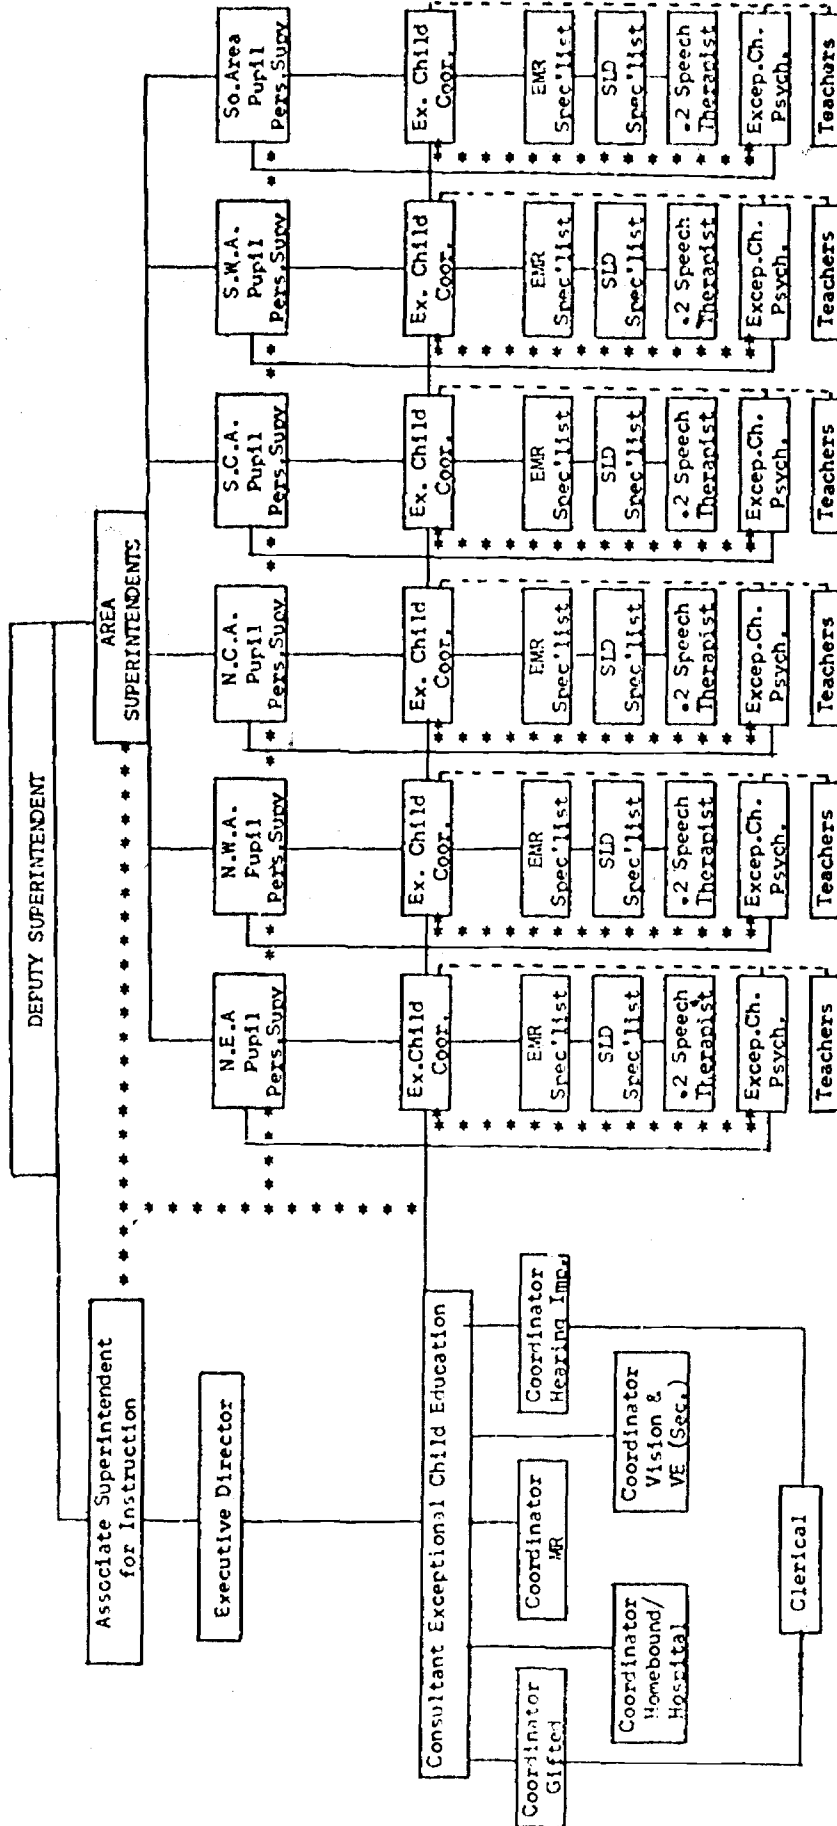 DEPUTY SUPERINTENDENT
Associate Superintendent
for Instruction
AREA
SUPERINTENDENTS
Executive Director
N.E.A
Pupil
Pers.Supv
N.W.A.
Pupil
Pers.Supv
N.C.A.
Pupil
Pers.Supv
S.C.A.
Pupil
Pers.Supv
S.W.A.
Pupil
Pers.Supv
So.Area
Pupil
Pers.Supv
Consultant Exceptional Child Education
Ex.Child
Coor.
Ex. Child
Coor.
Ex. Child
Coor.
Ex. Child
Coor.
Ex. Child
Coor.
Ex. Child
Coor.
Coordinator
Gifted
Coordinator
Homebound/
Hospital
Coordinator
MR
Coordinator
Vision &
VE (Sec.)
Coordinator
Hearing Imp.
Clerical
EMR
Spec'list
EMR
Spec'list
EMR
Spec'list
EMR
Spec'list
EMR
Spec'list
EMR
Spec'list
SLD
Spec'list
SLD
Spec'list
SLD
Spec'list
SLD
Spec'list
SLD
Spec'list
SLD
Spec'list
.2 Speech
Therapist
.2 Speech
Therapist
.2 Speech
Therapist
.2 Speech
Therapist
.2 Speech
Therapist
.2 Speech
Therapist
Excep.Ch.
Psych.
Excep.Ch.
Psych.
Excep.Ch.
Psych.
Excep.Ch.
Psych.
Excep.Ch.
Psych.
Excep.Ch.
Psych.
Teachers
Teachers
Teachers
Teachers
Teachers
Teachers